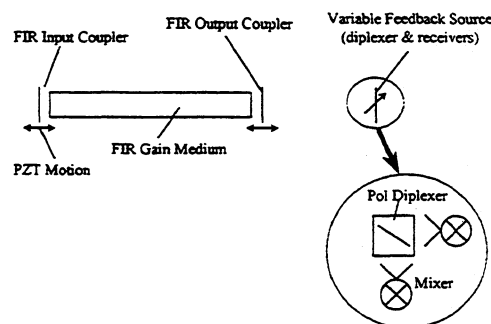 FIR Input Coupler
FIR Output Coupler
Variable Feedback Source
(diplexer & receivers)
FIR Gain Medium
PZT Motion
Pol Diplexer
Mixer